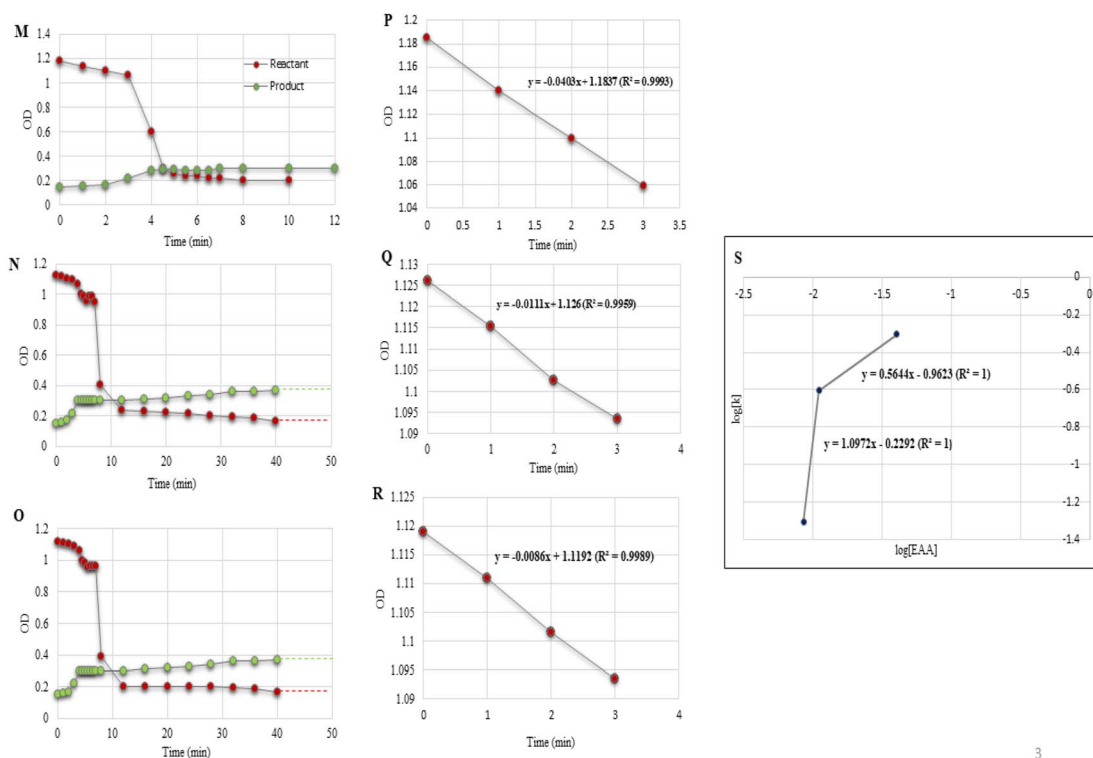 M
1.4
1.2
1
0.8
0.6
0.4
0.2
0
OD
Reactant
Product
0 2 4 6 8 10 12
Time (min)
P
1.2
1.18
1.16
1.14
1.12
1.1
1.08
1.06
1.04
OD
y = -0.0403x + 1.1837 (R² = 0.9993)
0 0.5 1 1.5 2 2.5 3 3.5
Time (min)
N
1.2
1
0.8
0.6
0.4
0.2
0
OD
0 10 20 30 40 50
Time (min)
Q
1.13
1.125
1.12
1.115
1.11
1.105
1.1
1.095
1.09
OD
y = -0.0111x + 1.126 (R² = 0.9959)
0 1 2 3 4
Time (min)
S
-2.5 -2 -1.5 -1 -0.5 0
0
-0.2
-0.4
-0.6
-0.8
-1
-1.2
-1.4
log[k]
y = 0.5644x - 0.9623 (R² = 1)
y = 1.0972x - 0.2292 (R² = 1)
log[EAA]
O
1.2
1
0.8
0.6
0.4
0.2
0
OD
0 10 20 30 40 50
Time (min)
R
1.125
1.12
1.115
1.11
1.105
1.1
1.095
1.09
OD
y = -0.0086x + 1.1192 (R² = 0.9989)
0 1 2 3 4
Time (min)
3